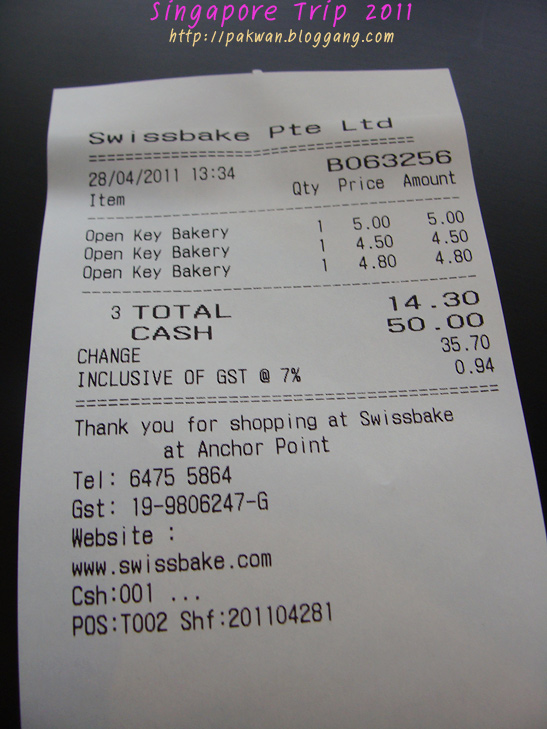 Singapore Trip 2011
http://pakwan.bloggang.com
Swissbake Pte Ltd
==========================================
28/04/2011 13:34 B063256
Item Qty Price Amount
------------------------------------------
Open Key Bakery 1 5.00 5.00
Open Key Bakery 1 4.50 4.50
Open Key Bakery 1 4.80 4.80
------------------------------------------
3 TOTAL 14.30
CASH 50.00
CHANGE 35.70
INCLUSIVE OF GST @ 7% 0.94
==========================================
Thank you for shopping at Swissbake
at Anchor Point
Tel: 6475 5864
Gst: 19-9806247-G
Website :
www.swissbake.com
Csh:001 ...
POS:T002 Shf:201104281